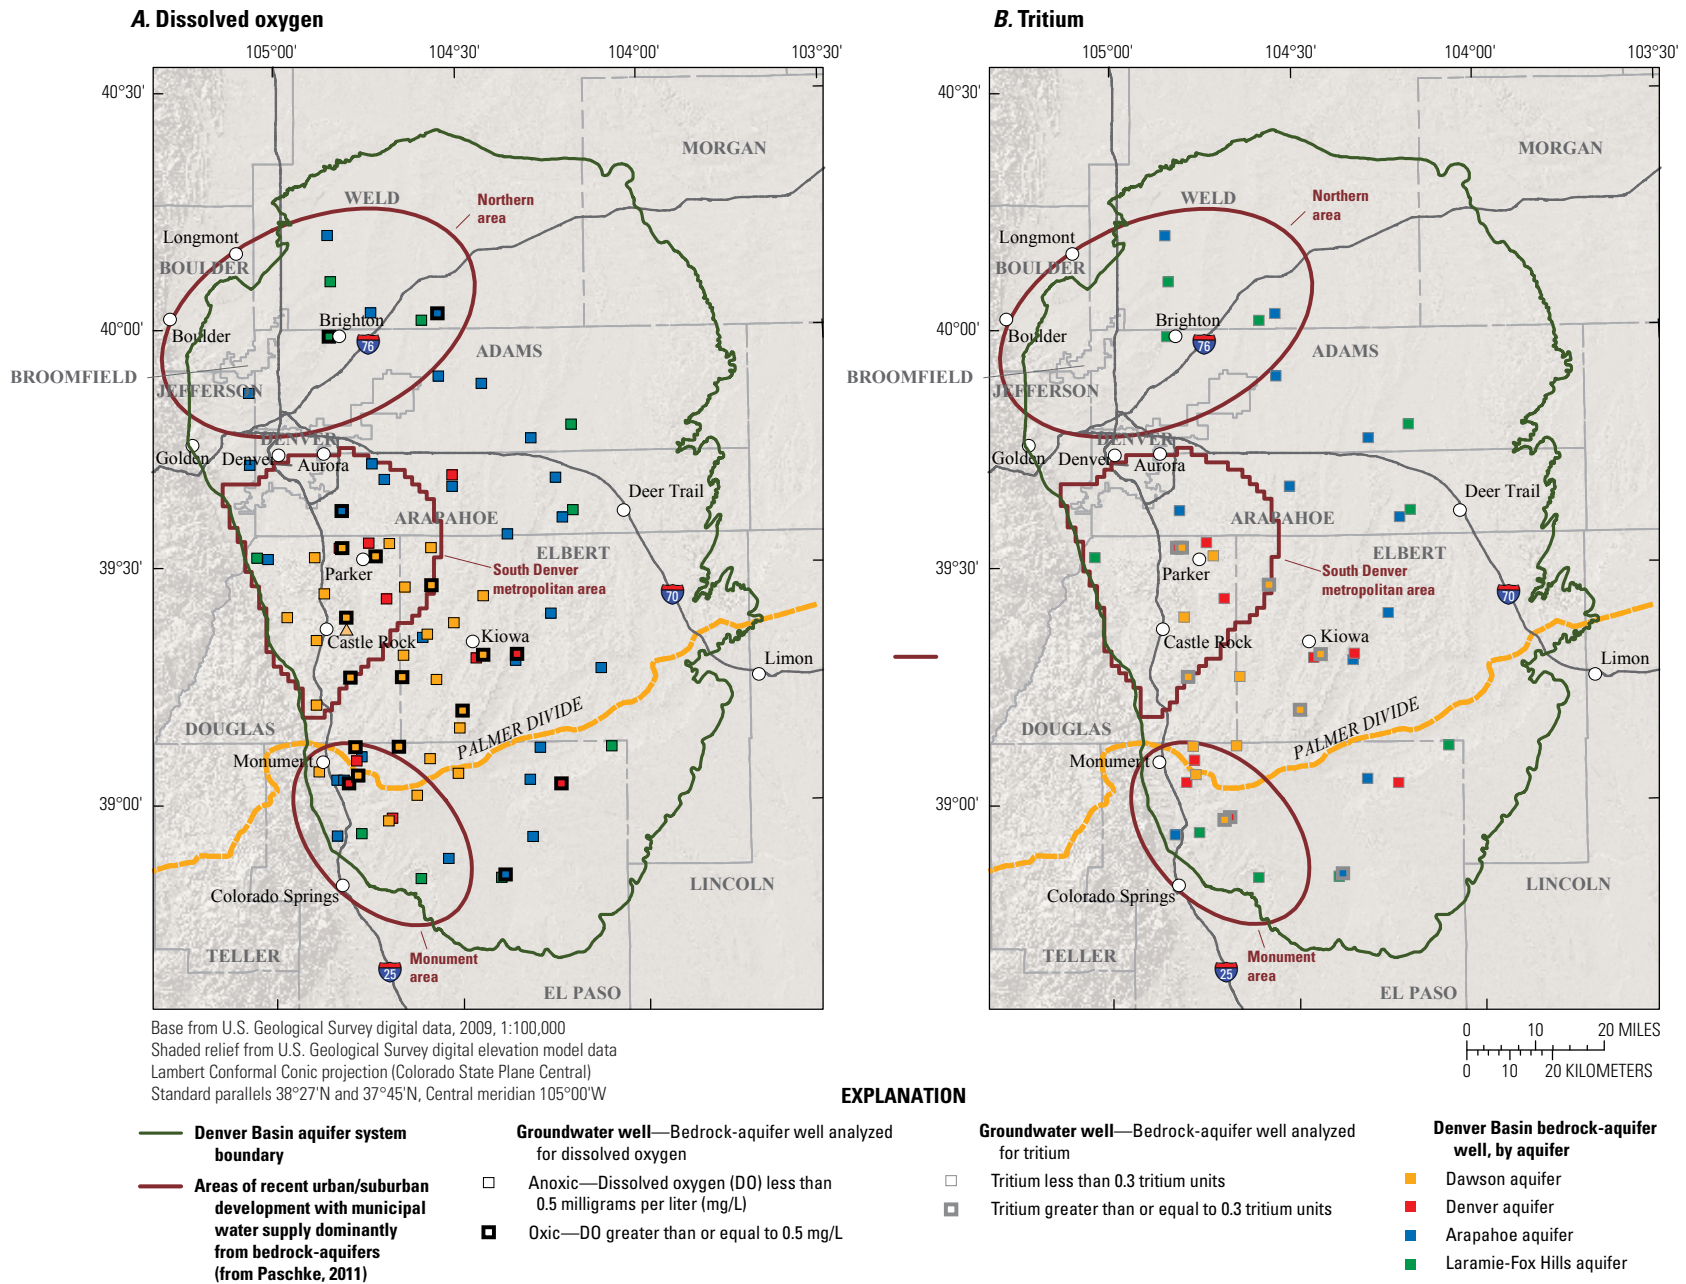 A. Dissolved oxygen
105°00'
104°30'
104°00'
103°30'
40°30'
40°00'
39°30'
39°00'
MORGAN
WELD
Northern
area
Longmont
BOULDER
Boulder
Brighton
76
ADAMS
BROOMFIELD
JEFFERSON
DENVER
Golden
Denver
Aurora
Deer Trail
ARAPAHOE
ELBERT
Parker
South Denver
metropolitan area
70
Castle Rock
Kiowa
Limon
DOUGLAS
PALMER DIVIDE
Monument
LINCOLN
Colorado Springs
TELLER
Monument
area
25
EL PASO
B. Tritium
105°00'
104°30'
104°00'
103°30'
40°30'
40°00'
39°30'
39°00'
MORGAN
WELD
Northern
area
Longmont
BOULDER
Boulder
Brighton
76
ADAMS
BROOMFIELD
JEFFERSON
DENVER
Golden
Denver
Aurora
Deer Trail
ARAPAHOE
ELBERT
Parker
South Denver
metropolitan area
70
Castle Rock
Kiowa
Limon
DOUGLAS
PALMER DIVIDE
Monument
LINCOLN
Colorado Springs
TELLER
Monument
area
25
EL PASO
Base from U.S. Geological Survey digital data, 2009, 1:100,000
Shaded relief from U.S. Geological Survey digital elevation model data
Lambert Conformal Conic projection (Colorado State Plane Central)
Standard parallels 38°27'N and 37°45'N, Central meridian 105°00'W
0 10 20 MILES
0 10 20 KILOMETERS
EXPLANATION
Denver Basin aquifer system
boundary
Areas of recent urban/suburban
development with municipal
water supply dominantly
from bedrock-aquifers
(from Paschke, 2011)
Groundwater well—Bedrock-aquifer well analyzed
for dissolved oxygen
Anoxic—Dissolved oxygen (DO) less than
0.5 milligrams per liter (mg/L)
Oxic—DO greater than or equal to 0.5 mg/L
Groundwater well—Bedrock-aquifer well analyzed
for tritium
Tritium less than 0.3 tritium units
Tritium greater than or equal to 0.3 tritium units
Denver Basin bedrock-aquifer
well, by aquifer
Dawson aquifer
Denver aquifer
Arapahoe aquifer
Laramie-Fox Hills aquifer